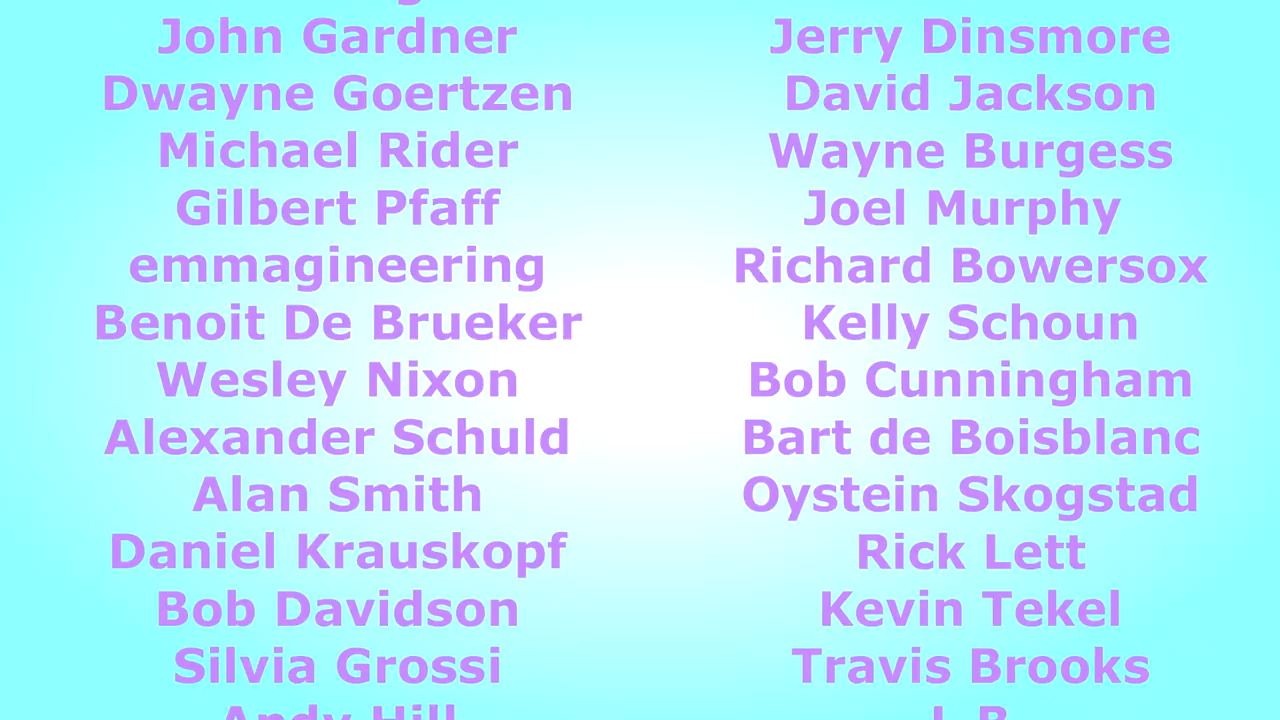 John Gardner
Jerry Dinsmore
Dwayne Goertzen
David Jackson
Michael Rider
Wayne Burgess
Gilbert Pfaff
Joel Murphy
emmagineering
Richard Bowersox
Benoit De Brueker
Kelly Schoun
Wesley Nixon
Bob Cunningham
Alexander Schuld
Bart de Boisblanc
Alan Smith
Oystein Skogstad
Daniel Krauskopf
Rick Lett
Bob Davidson
Kevin Tekel
Silvia Grossi
Travis Brooks
Andy Hill